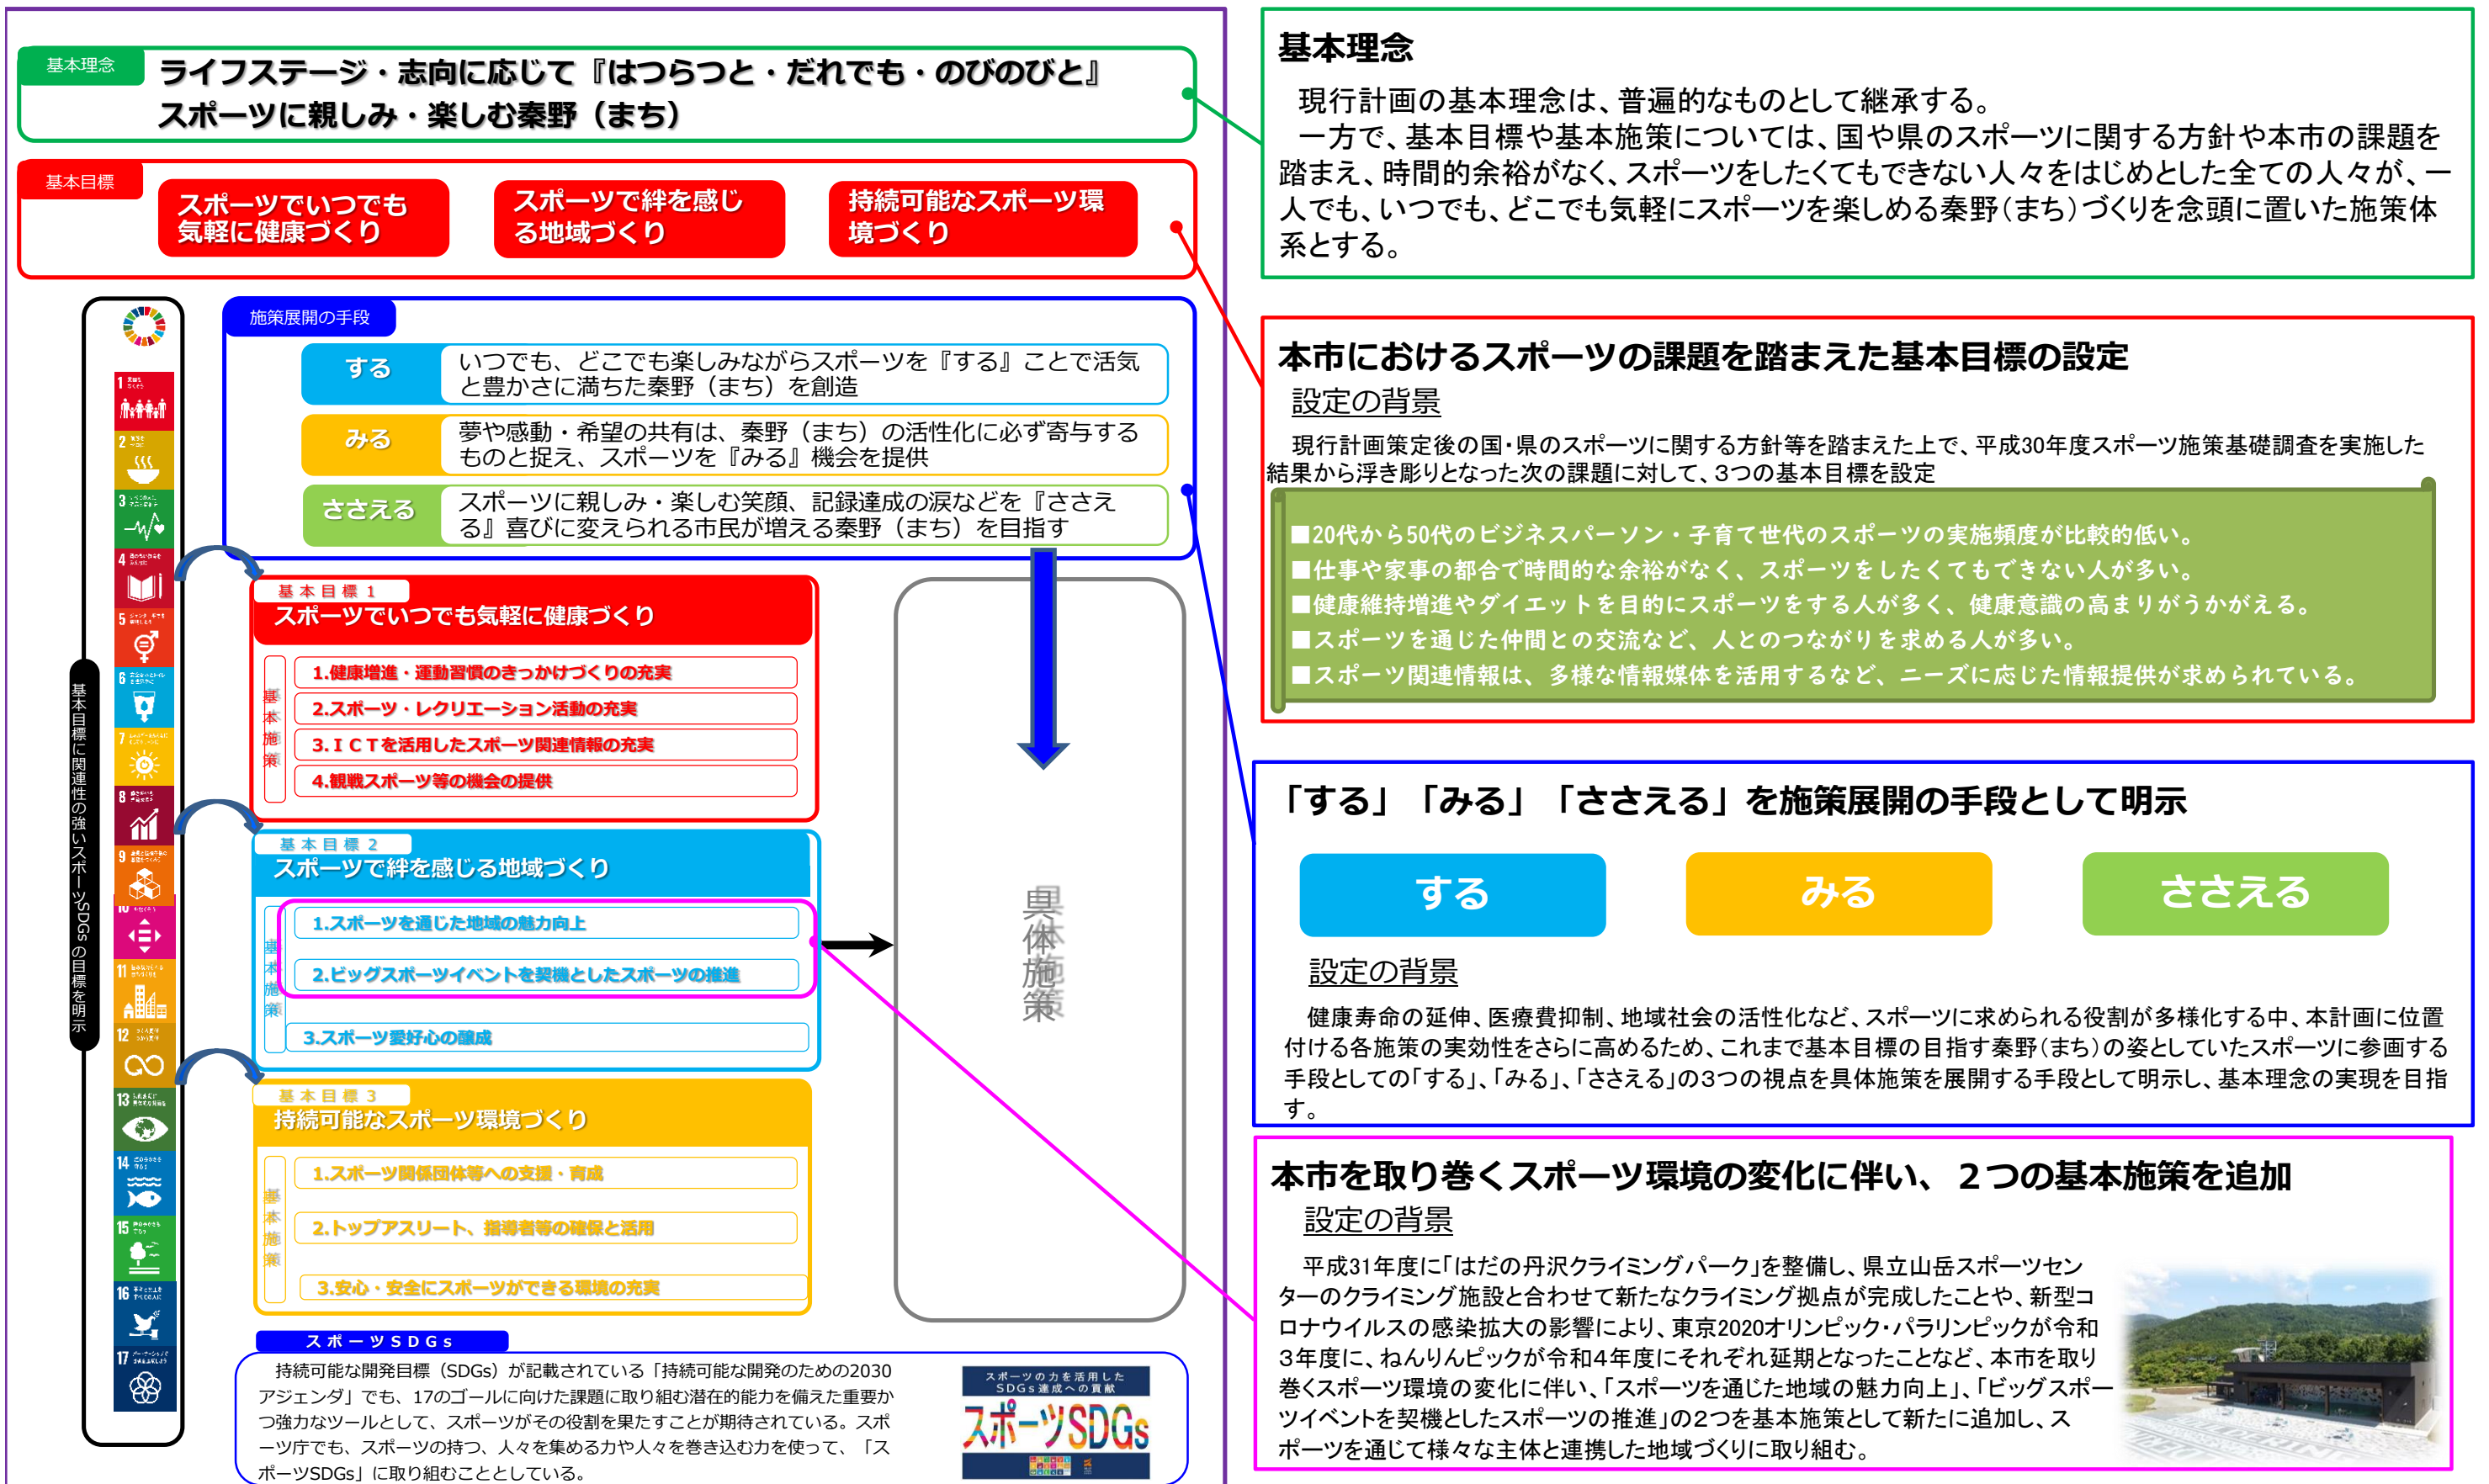 基本理念
ライフステージ・志向に応じて『はつらつと・だれでも・のびのびと』
スポーツに親しみ・楽しむ秦野（まち）
基本目標
スポーツでいつでも
気軽に健康づくり
スポーツで絆を感じ
る地域づくり
持続可能なスポーツ環
境づくり
施策展開の手段
する
いつでも、どこでも楽しみながらスポーツを『する』ことで活気
と豊かさに満ちた秦野（まち）を創造
みる
夢や感動・希望の共有は、秦野（まち）の活性化に必ず寄与する
ものと捉え、スポーツを『みる』機会を提供
ささえる
スポーツに親しみ・楽しむ笑顔、記録達成の涙などを『ささえ
る』喜びに変えられる市民が増える秦野（まち）を目指す
基本目標に関連性の強いスポーツSDGsの目標を明示
1
2
3
4
5
6
7
8
9
10
11
12
13
14
15
16
17
基本目標１
スポーツでいつでも気軽に健康づくり
基本施策
1.健康増進・運動習慣のきっかけづくりの充実
2.スポーツ・レクリエーション活動の充実
3.ＩＣＴを活用したスポーツ関連情報の充実
4.観戦スポーツ等の機会の提供
基本目標２
スポーツで絆を感じる地域づくり
基本施策
1.スポーツを通じた地域の魅力向上
2.ビッグスポーツイベントを契機としたスポーツの推進
3.スポーツ愛好心の醸成
基本目標３
持続可能なスポーツ環境づくり
基本施策
1.スポーツ関係団体等への支援・育成
2.トップアスリート、指導者等の確保と活用
3.安心・安全にスポーツができる環境の充実
具体施策
スポーツSDGs
持続可能な開発目標（SDGs）が記載されている「持続可能な開発のための2030
アジェンダ」でも、17のゴールに向けた課題に取り組む潜在的能力を備えた重要か
つ強力なツールとして、スポーツがその役割を果たすことが期待されている。スポ
ーツ庁でも、スポーツの持つ、人々を集める力や人々を巻き込む力を使って、「ス
ポーツSDGs」に取り組むこととしている。
スポーツの力を活用した
SDGs達成への貢献
スポーツSDGs
基本理念
現行計画の基本理念は、普遍的なものとして継承する。
一方で、基本目標や基本施策については、国や県のスポーツに関する方針や本市の課題を
踏まえ、時間的余裕がなく、スポーツをしたくてもできない人々をはじめとした全ての人々が、一
人でも、いつでも、どこでも気軽にスポーツを楽しめる秦野（まち）づくりを念頭に置いた施策体
系とする。
本市におけるスポーツの課題を踏まえた基本目標の設定
設定の背景
現行計画策定後の国・県のスポーツに関する方針等を踏まえた上で、平成30年度スポーツ施策基礎調査を実施した
結果から浮き彫りとなった次の課題に対して、３つの基本目標を設定
■20代から50代のビジネスパーソン・子育て世代のスポーツの実施頻度が比較的低い。
■仕事や家事の都合で時間的な余裕がなく、スポーツをしたくてもできない人が多い。
■健康維持増進やダイエットを目的にスポーツをする人が多く、健康意識の高まりがうかがえる。
■スポーツを通じた仲間との交流など、人とのつながりを求める人が多い。
■スポーツ関連情報は、多様な情報媒体を活用するなど、ニーズに応じた情報提供が求められている。
「する」「みる」「ささえる」を施策展開の手段として明示
する
みる
ささえる
設定の背景
健康寿命の延伸、医療費抑制、地域社会の活性化など、スポーツに求められる役割が多様化する中、本計画に位置
付ける各施策の実効性をさらに高めるため、これまで基本目標の目指す秦野（まち）の姿としていたスポーツに参画する
手段としての「する」、「みる」、「ささえる」の３つの視点を具体施策を展開する手段として明示し、基本理念の実現を目指
す。
本市を取り巻くスポーツ環境の変化に伴い、２つの基本施策を追加
設定の背景
平成31年度に「はだの丹沢クライミングパーク」を整備し、県立山岳スポーツセン
ターのクライミング施設と合わせて新たなクライミング拠点が完成したことや、新型コ
ロナウイルスの感染拡大の影響により、東京2020オリンピック・パラリンピックが令和
３年度に、ねんりんピックが令和４年度にそれぞれ延期となったことなど、本市を取り
巻くスポーツ環境の変化に伴い、「スポーツを通じた地域の魅力向上」、「ビッグスポー
ツイベントを契機としたスポーツの推進」の２つを基本施策として新たに追加し、ス
ポーツを通じて様々な主体と連携した地域づくりに取り組む。